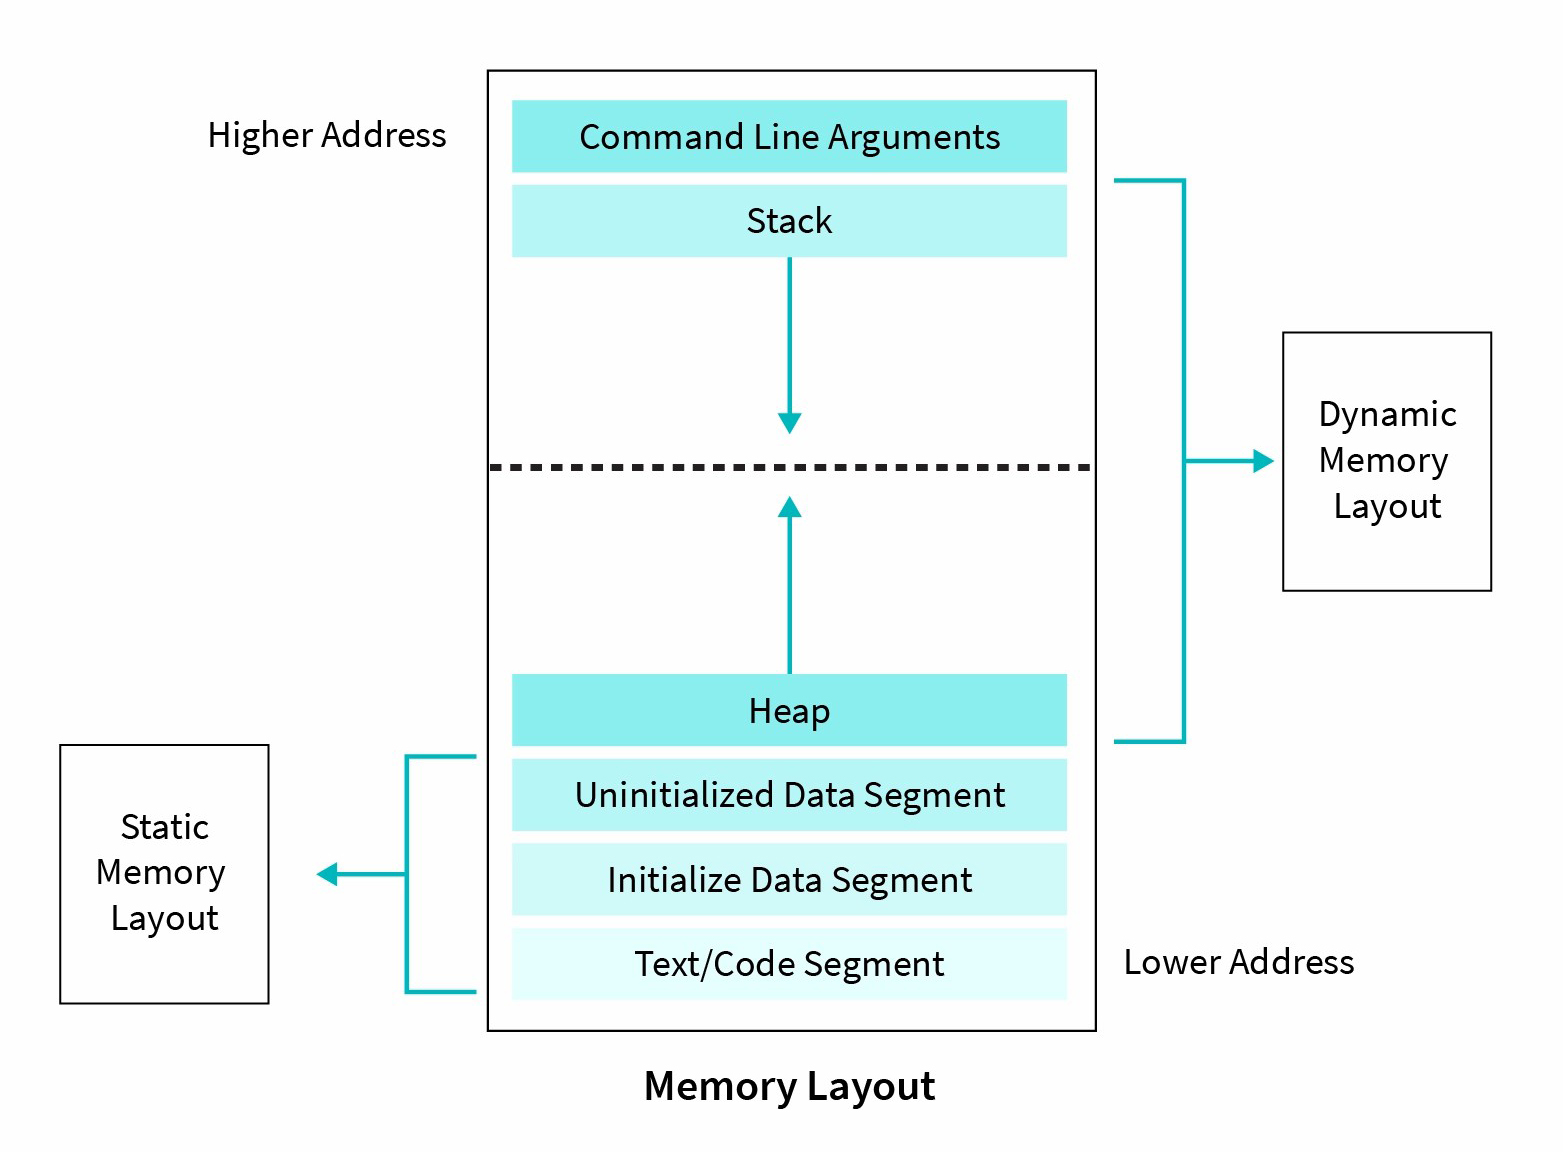 Higher Address
Command Line Arguments
Stack
Dynamic
Memory
Layout
Heap
Uninitialized Data Segment
Static
Memory
Layout
Initialize Data Segment
Text/Code Segment
Lower Address
Memory Layout